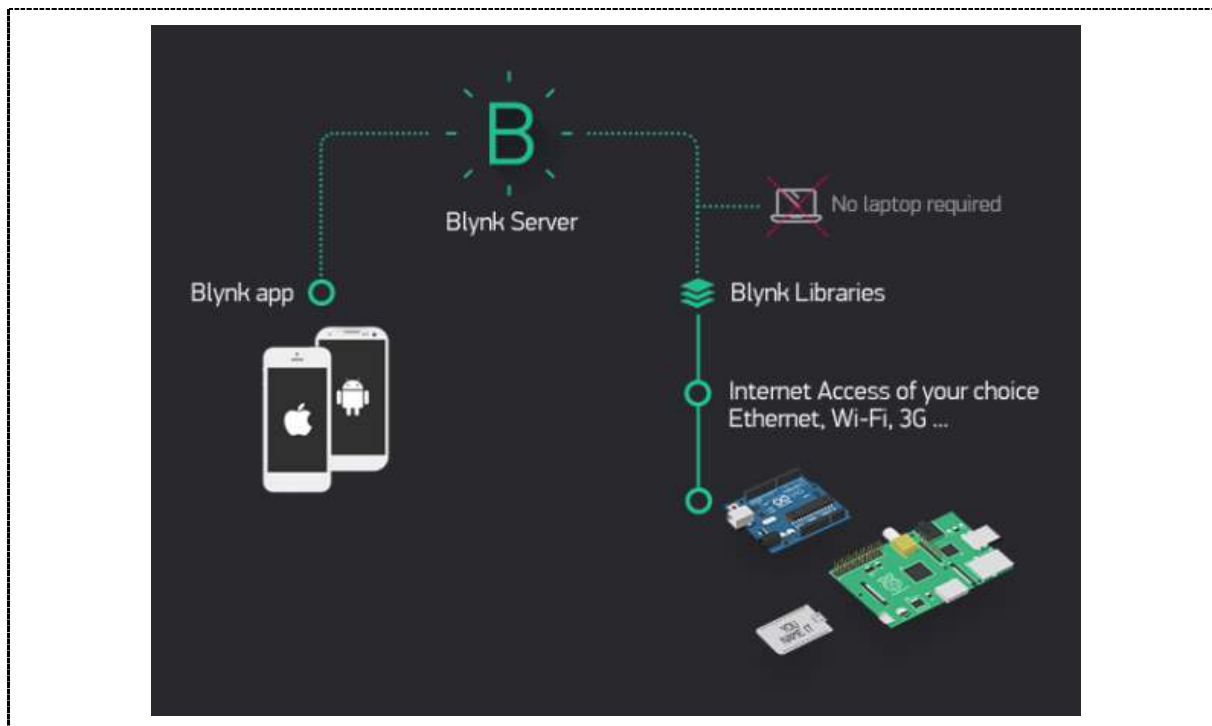 B
Blynk Server
No laptop required
Blynk app
Blynk Libraries
Internet Access of your choice
Ethernet, Wi-Fi, 3G ...
YOU
NAME IT